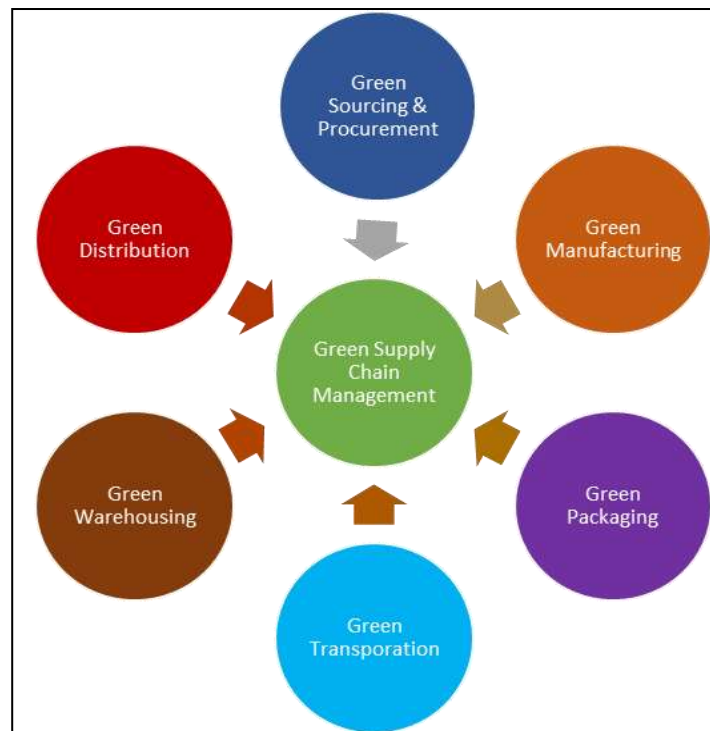 Green
Sourcing &
Procurement
Green
Manufacturing
Green
Packaging
Green
Transporation
Green
Warehousing
Green
Distribution
Green Supply
Chain
Management